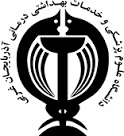 دانشگاه علوم پزشکی و خدمات بهداشتی درمانی آذربایجان غربی